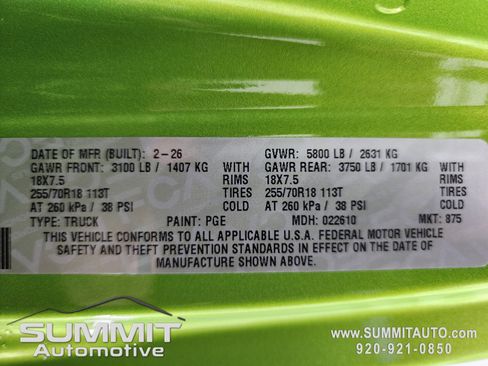 DATE OF MFR (BUILT): 2-26 GVWR: 5800 LB / 2631 KG
GAWR FRONT: 3100 LB / 1407 KG WITH GAWR REAR: 3750 LB / 1701 KG WITH
18X7.5 RIMS 18X7.5 RIMS
255/70R18 113T TIRES 255/70R18 113T TIRES
AT 260 kPa / 38 PSI COLD AT 260 kPa / 38 PSI COLD
TYPE: TRUCK PAINT: PGE MDH: 022610 MKT: 875
THIS VEHICLE CONFORMS TO ALL APPLICABLE U.S.A. FEDERAL MOTOR VEHICLE
SAFETY AND THEFT PREVENTION STANDARDS IN EFFECT ON THE DATE OF
MANUFACTURE SHOWN ABOVE.
SUMMIT
Automotive
WWW.SUMMITAUTO.COM
920-921-0850